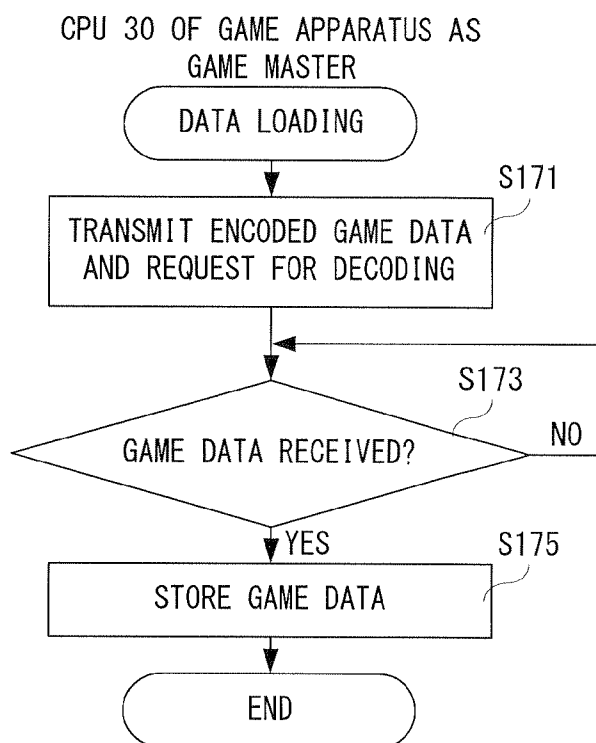 CPU 30 OF GAME APPARATUS AS
GAME MASTER
DATA LOADING
S171
TRANSMIT ENCODED GAME DATA
AND REQUEST FOR DECODING
S173
GAME DATA RECEIVED?
NO
YES
S175
STORE GAME DATA
END